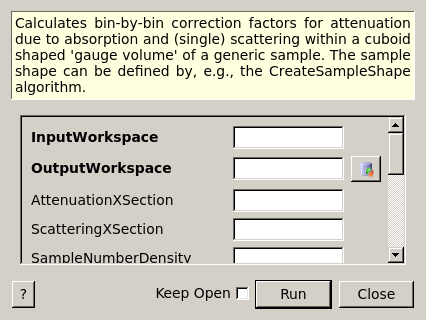 Calculates bin-by-bin correction factors for attenuation
due to absorption and (single) scattering within a cuboid
shaped 'gauge volume' of a generic sample. The sample
shape can be defined by, e.g., the CreateSampleShape
algorithm.
InputWorkspace
OutputWorkspace
AttenuationXSection
ScatteringXSection
SampleNumberDensity
? Keep Open Run Close